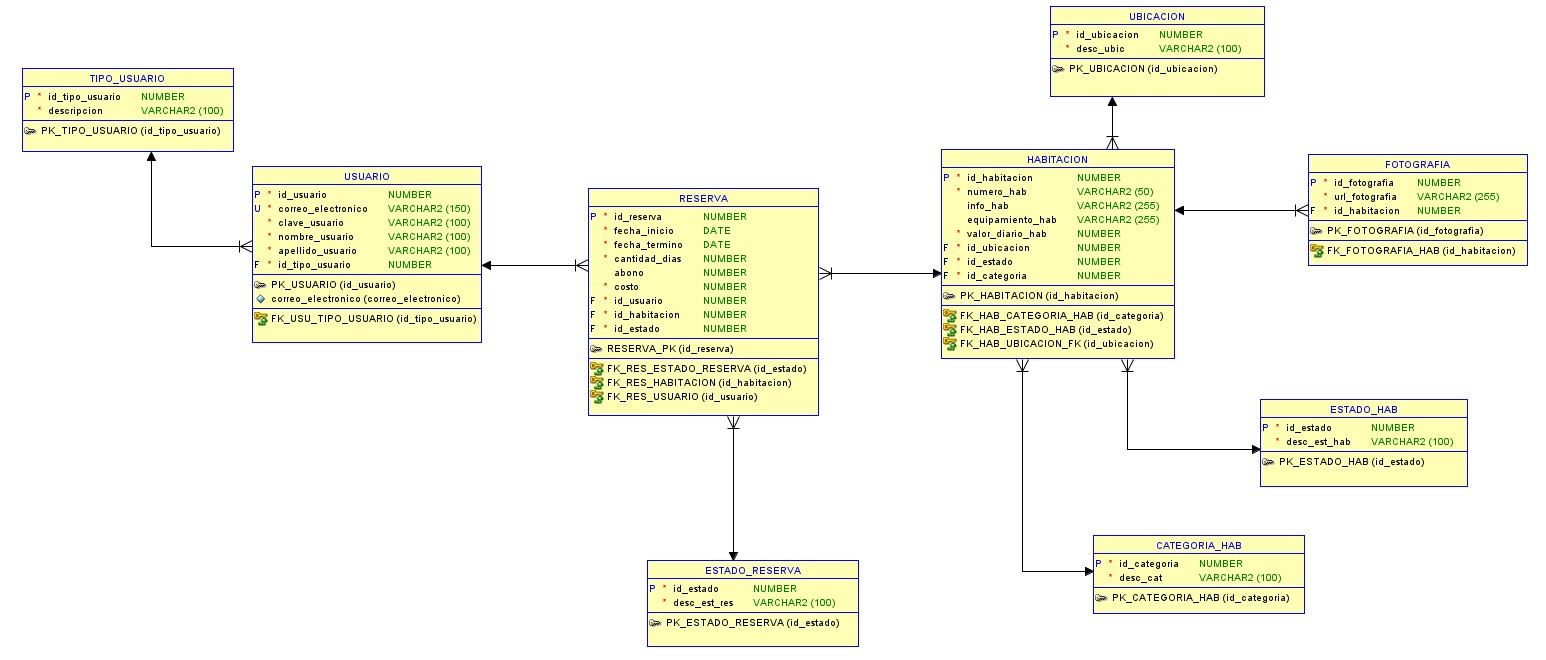 UBICACION
P * id_ubicacion NUMBER
* desc_ubic VARCHAR2 (100)
PK_UBICACION (id_ubicacion)
TIPO_USUARIO
P * id_tipo_usuario NUMBER
* descripcion VARCHAR2 (100)
PK_TIPO_USUARIO (id_tipo_usuario)
USUARIO
P * id_usuario NUMBER
U * correo_electronico VARCHAR2 (150)
* clave_usuario VARCHAR2 (100)
* nombre_usuario VARCHAR2 (100)
* apellido_usuario VARCHAR2 (100)
F * id_tipo_usuario NUMBER
PK_USUARIO (id_usuario)
correo_electronico (correo_electronico)
FK_USU_TIPO_USUARIO (id_tipo_usuario)
RESERVA
P * id_reserva NUMBER
* fecha_inicio DATE
* fecha_termino DATE
* cantidad_dias NUMBER
abono NUMBER
* costo NUMBER
F * id_usuario NUMBER
F * id_habitacion NUMBER
F * id_estado NUMBER
RESERVA_PK (id_reserva)
FK_RES_ESTADO_RESERVA (id_estado)
FK_RES_HABITACION (id_habitacion)
FK_RES_USUARIO (id_usuario)
HABITACION
P * id_habitacion NUMBER
* numero_hab VARCHAR2 (50)
info_hab VARCHAR2 (255)
equipamiento_hab VARCHAR2 (255)
* valor_diario_hab NUMBER
F * id_ubicacion NUMBER
F * id_estado NUMBER
F * id_categoria NUMBER
PK_HABITACION (id_habitacion)
FK_HAB_CATEGORIA_HAB (id_categoria)
FK_HAB_ESTADO_HAB (id_estado)
FK_HAB_UBICACION_FK (id_ubicacion)
FOTOGRAFIA
P * id_fotografia NUMBER
* url_fotografia VARCHAR2 (255)
F * id_habitacion NUMBER
PK_FOTOGRAFIA (id_fotografia)
FK_FOTOGRAFIA_HAB (id_habitacion)
ESTADO_HAB
P * id_estado NUMBER
* desc_est_hab VARCHAR2 (100)
PK_ESTADO_HAB (id_estado)
CATEGORIA_HAB
P * id_categoria NUMBER
* desc_cat VARCHAR2 (100)
PK_CATEGORIA_HAB (id_categoria)
ESTADO_RESERVA
P * id_estado NUMBER
* desc_est_res VARCHAR2 (100)
PK_ESTADO_RESERVA (id_estado)